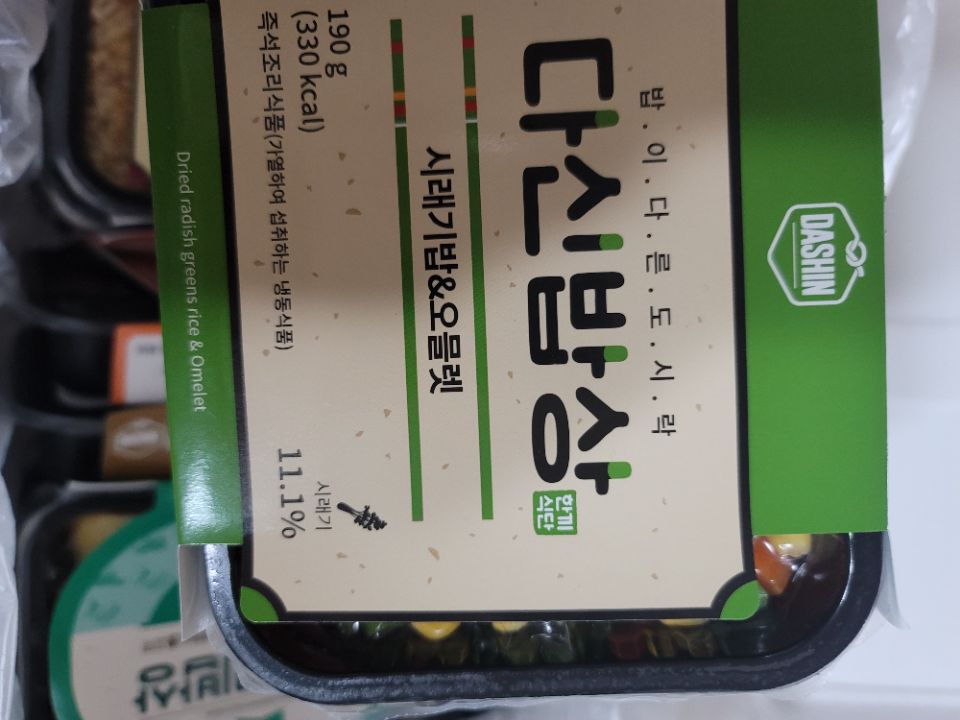 DASHIN
밥.이.다.른.도.시.락
다신밥상
한끼
식단
시래기밥&오믈렛
190 g
(330 kcal)
즉석조리식품(가열하여 섭취하는 냉동식품)
시래기
11.1%
Dried radish greens rice & Omelet
DASHIN